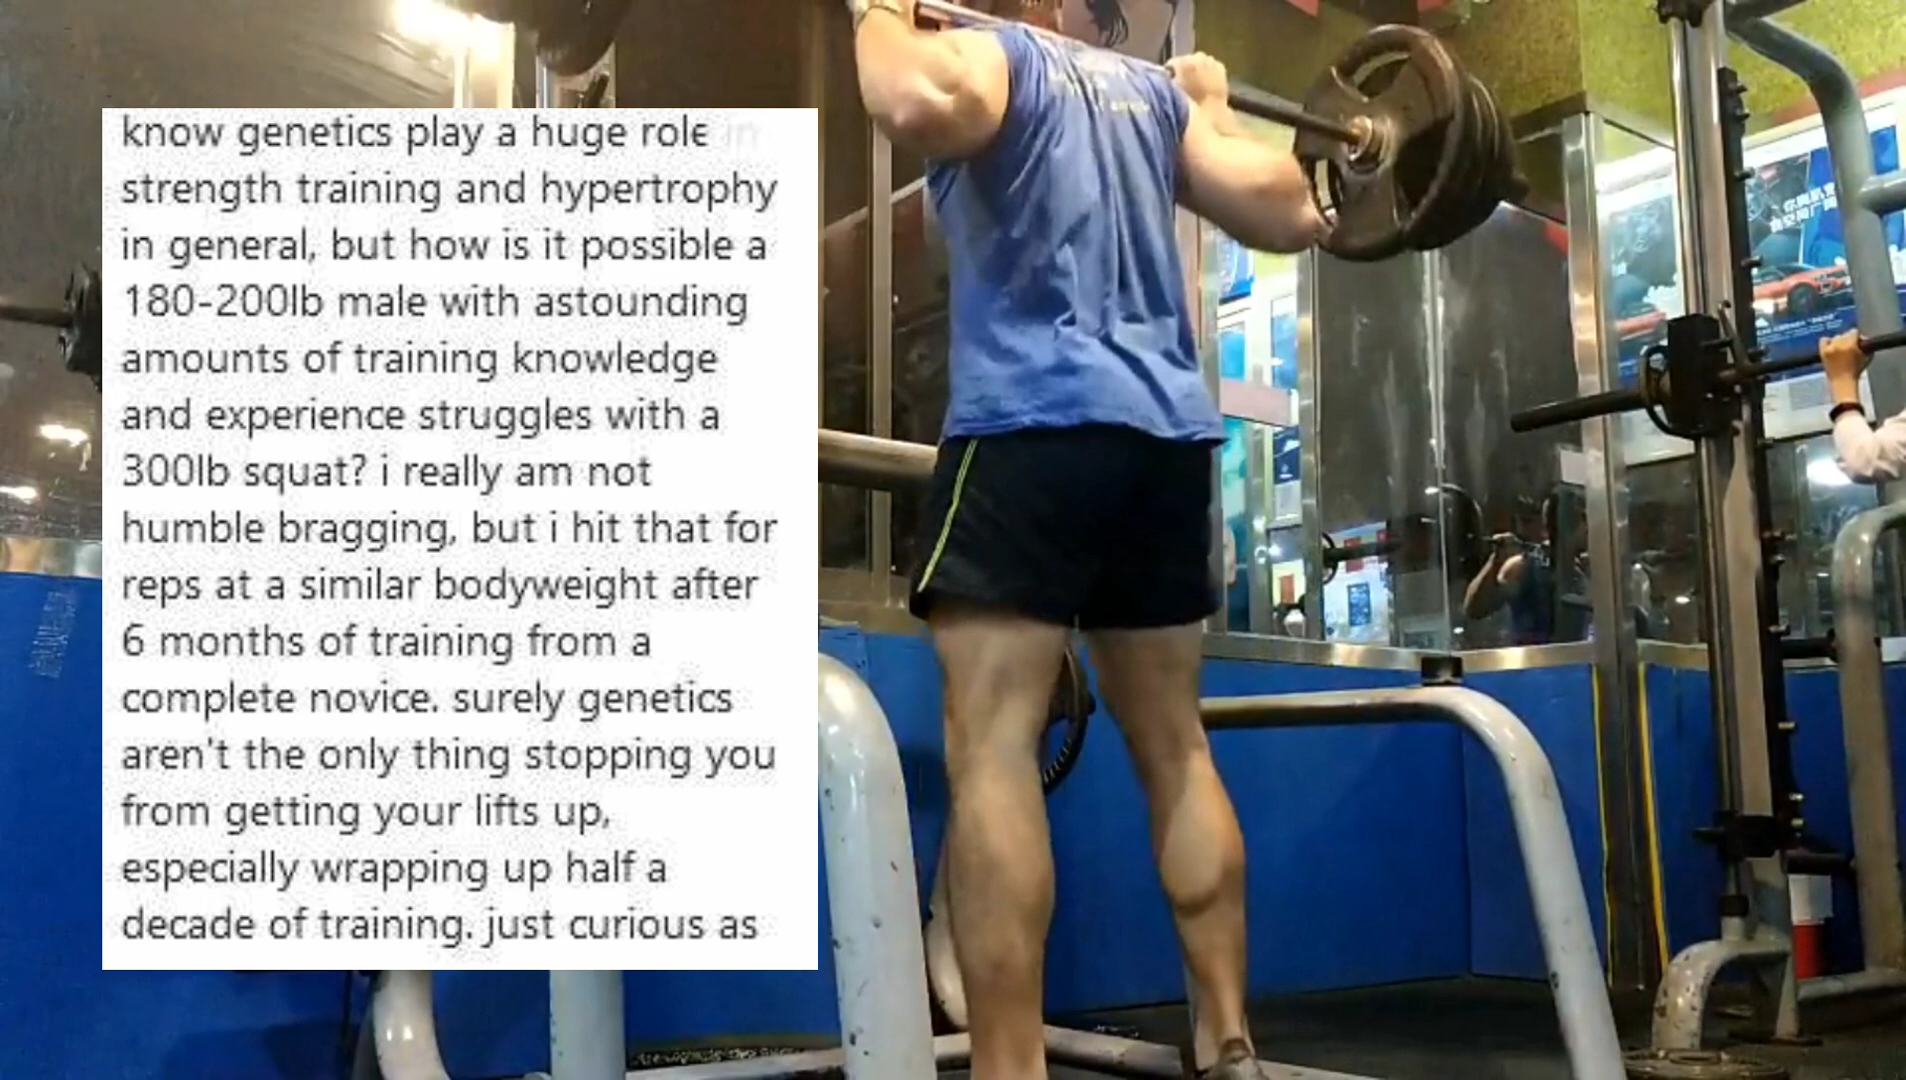 know genetics play a huge role in
strength training and hypertrophy
in general, but how is it possible a
180-200lb male with astounding
amounts of training knowledge
and experience struggles with a
300lb squat? i really am not
humble bragging, but i hit that for
reps at a similar bodyweight after
6 months of training from a
complete novice. surely genetics
aren't the only thing stopping you
from getting your lifts up,
especially wrapping up half a
decade of training. just curious as